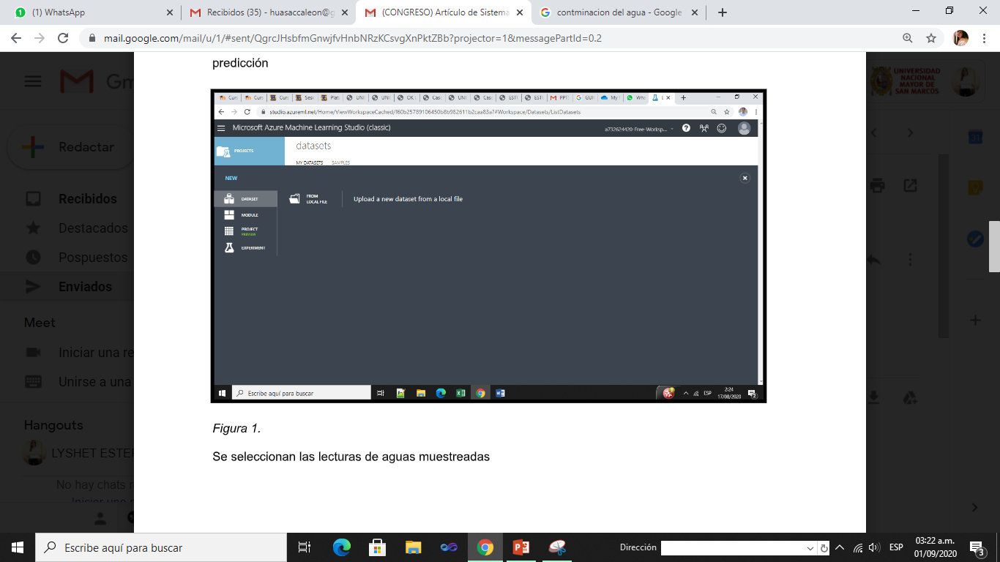 (1) WhatsApp
Recibidos (35) - huasaccaleon@g
(CONGRESO) Artículo de Sistema
contminacion del agua - Google
mail.google.com/mail/u/1/#sent/QgrcJHsbfmGnwjfvHnbNRzKCsvgXnPktZBb?projector=1&messagePartId=0.2
Gm
UNIVERSIDAD
NACIONAL
MAYOR DE
SAN MARCOS
Redactar
Recibidos
Destacados
Pospuestos
Enviados
Meet
Iniciar una re
Unirse a una
Hangouts
LYSHET ESTEF
No hay chats r
predicción
studio.azureml.net/Home/ViewWorkspaceCached/f60b25789106450b8b982611b2caa83a?#Workspace/Datasets/ListDatasets
Microsoft Azure Machine Learning Studio (classic)
a732624420-Free-Worksp...
PROJECTS
datasets
MY DATASETS SAMPLES
NEW
DATASET
FROM
LOCAL FILE
Upload a new dataset from a local file
MODULE
PROJECT
PREVIEW
EXPERIMENT
Escribe aquí para buscar
ESP
2:24
17/08/2020
Figura 1.
Se seleccionan las lecturas de aguas muestreadas
Escribe aquí para buscar
Dirección
ESP
03:22 a.m.
01/09/2020
3